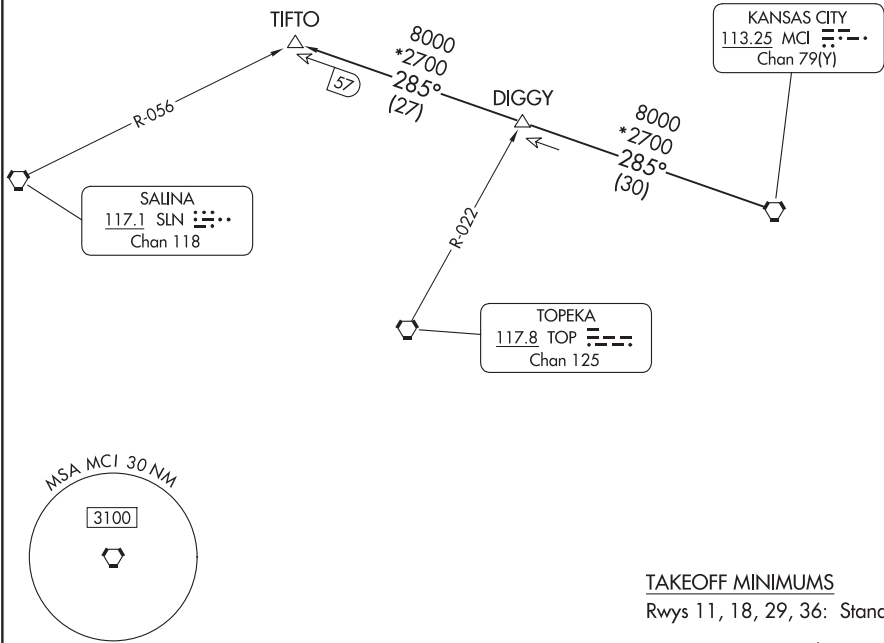 TIFTO
8000
*2700
285°
(27)
57
KANSAS CITY
113.25 MCI
Chan 79(Y)
DIGGY
8000
*2700
285°
(30)
R-056
SALINA
117.1 SLN
Chan 118
R-022
TOPEKA
117.8 TOP
Chan 125
MSA MCI 30 NM
3100
TAKEOFF MINIMUMS
Rwys 11, 18, 29, 36: